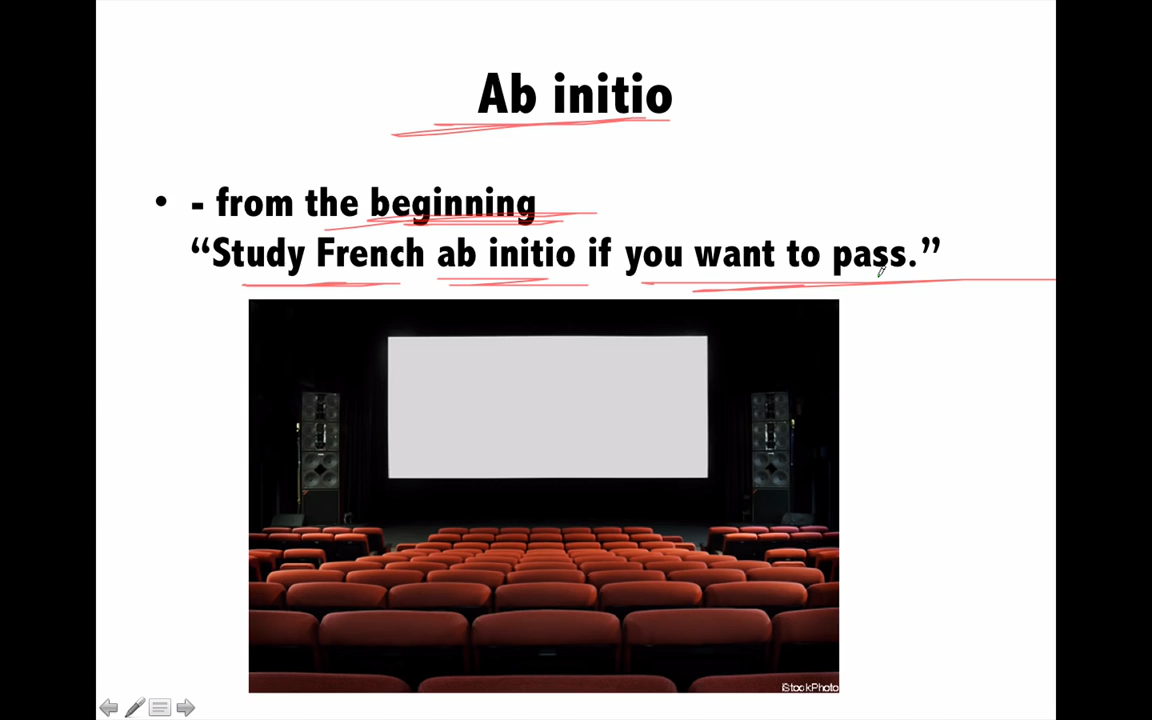 Ab initio
• - from the beginning
“Study French ab initio if you want to pass.”
iStockPhoto